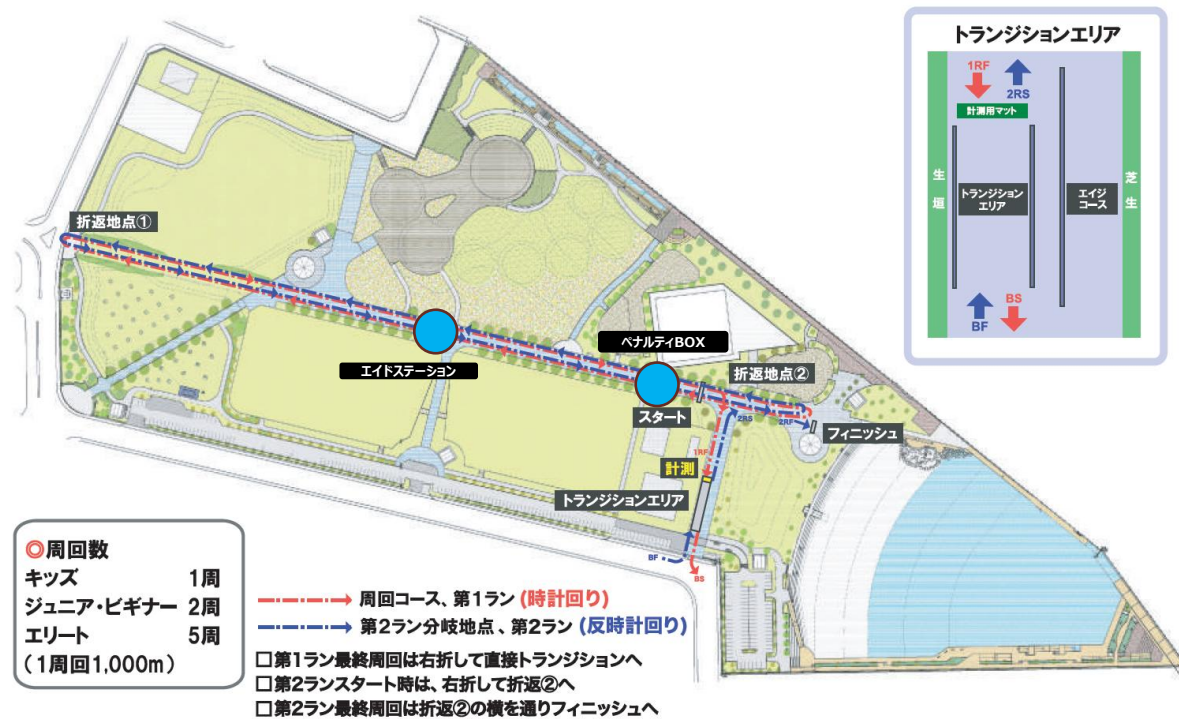 トランジションエリア
1RF
2RS
計測用マット
生垣
トランジション
エリア
エイジ
コース
芝生
BF
BS
折返地点①
ペナルティBOX
エイドステーション
折返地点②
スタート
2RS
2RF
フィニッシュ
1RF
計測
トランジションエリア
BF
BS
◎周回数
キッズ 1周
ジュニア・ビギナー 2周
エリート 5周
(1周回1,000m)
周回コース、第1ラン (時計回り)
第2ラン分岐地点、第2ラン (反時計回り)
□第1ラン最終周回は右折して直接トランジションへ
□第2ランスタート時は、右折して折返②へ
□第2ラン最終周回は折返②の横を通りフィニッシュへ